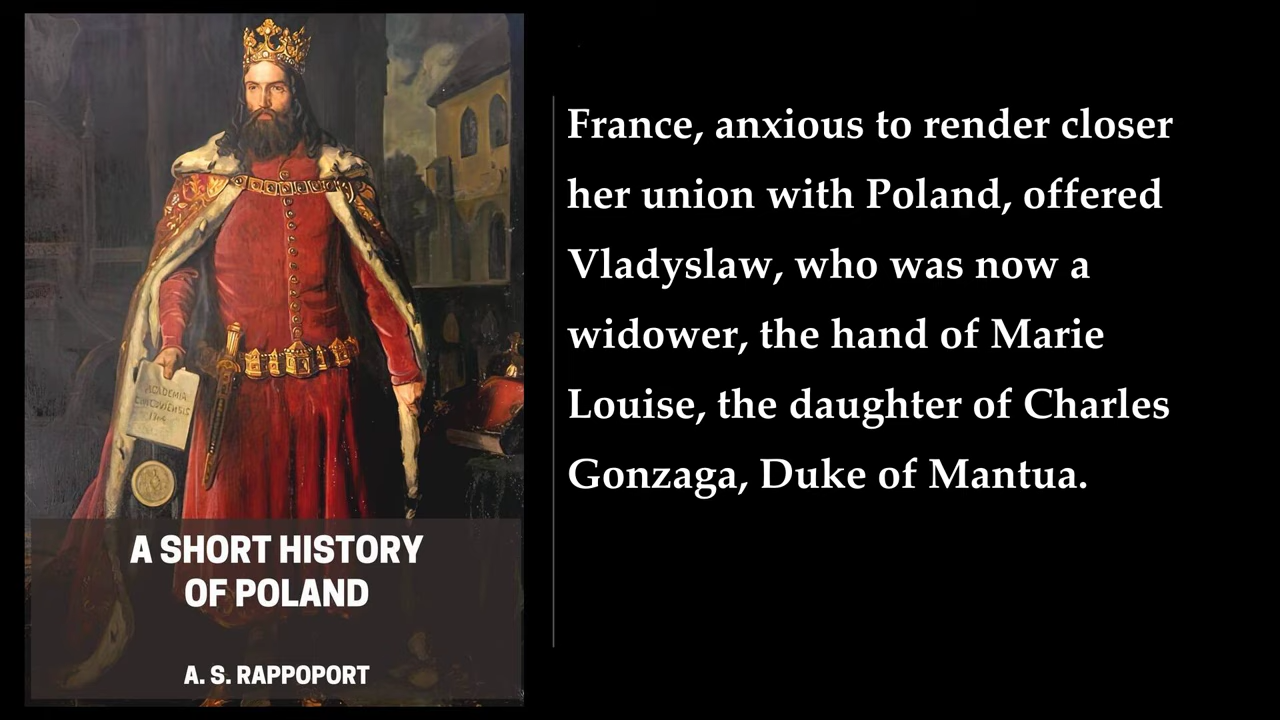 ACADEMIA
A SHORT HISTORY
OF POLAND
A. S. RAPPOPORT
France, anxious to render closer
her union with Poland, offered
Vladyslaw, who was now a
widower, the hand of Marie
Louise, the daughter of Charles
Gonzaga, Duke of Mantua.